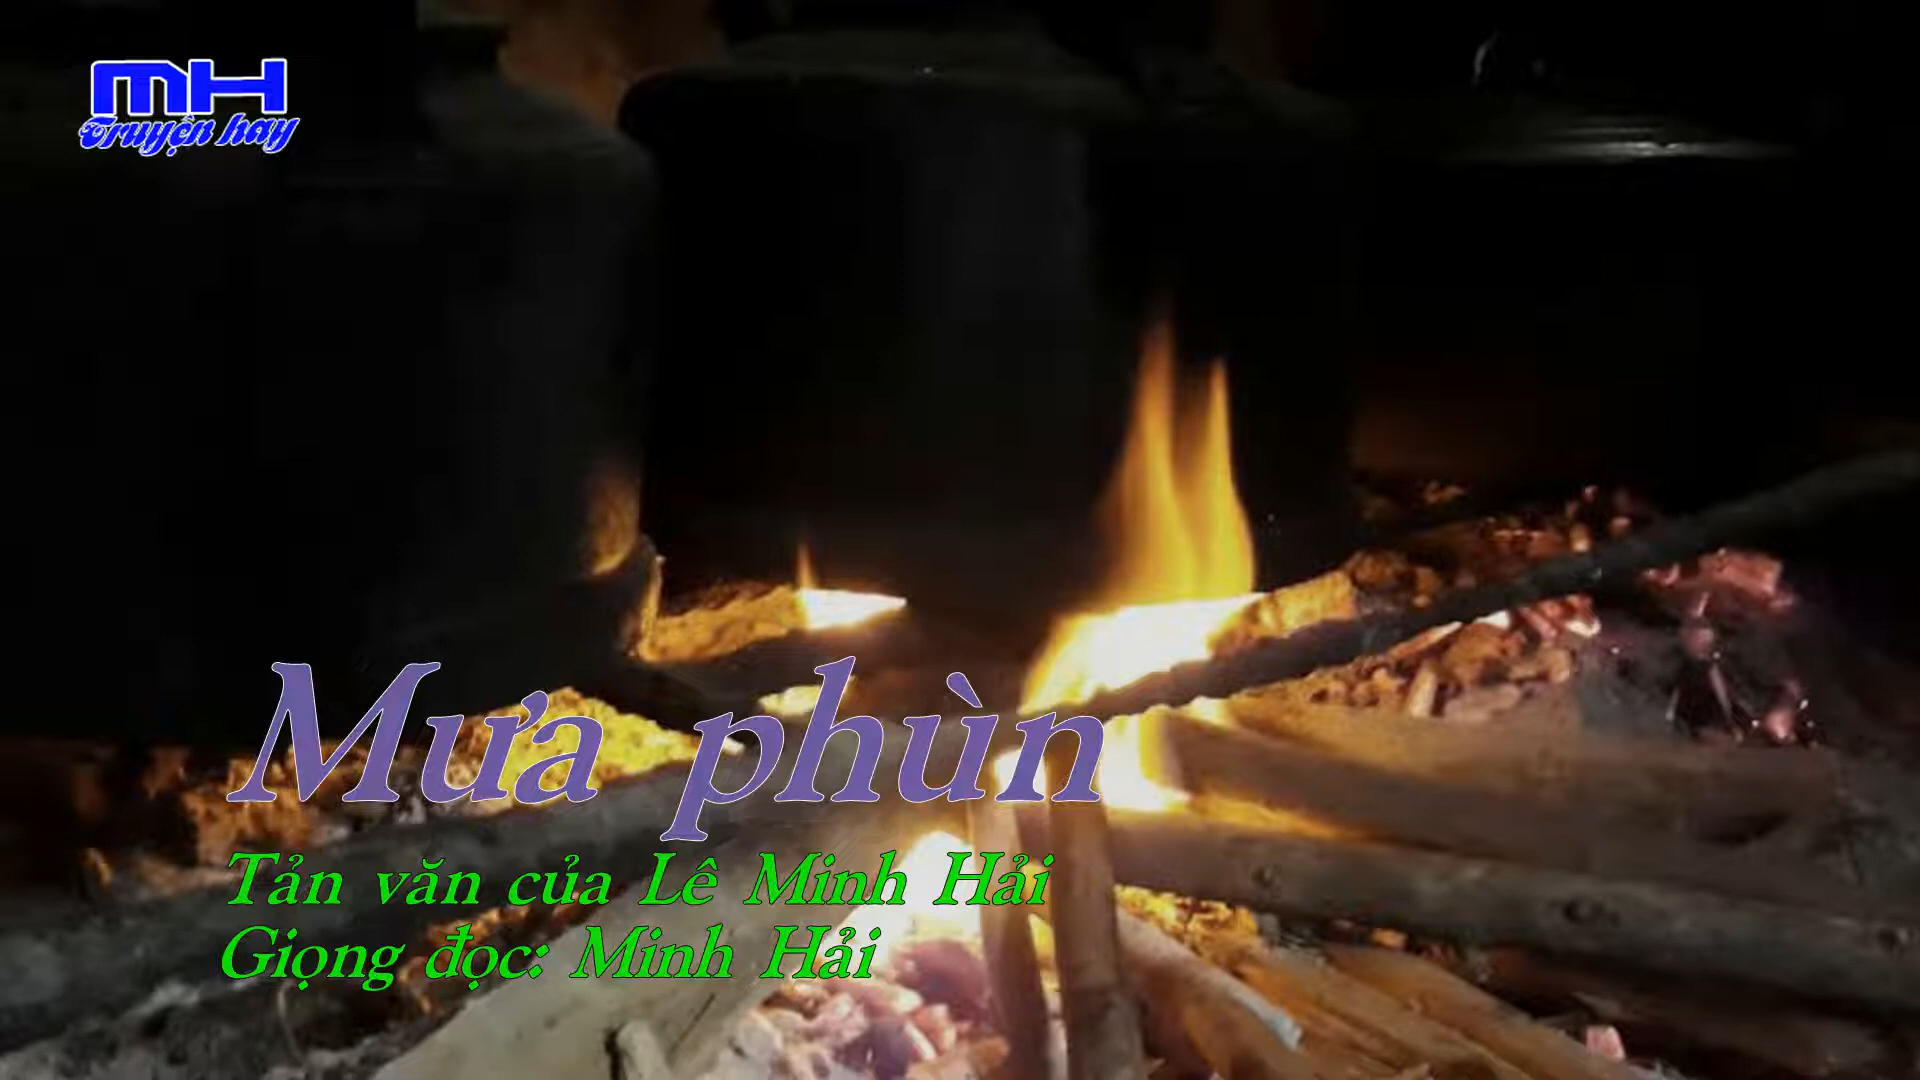 MH
Truyện hay
Mưa phùn
Tản văn của Lê Minh Hải
Giọng đọc: Minh Hải